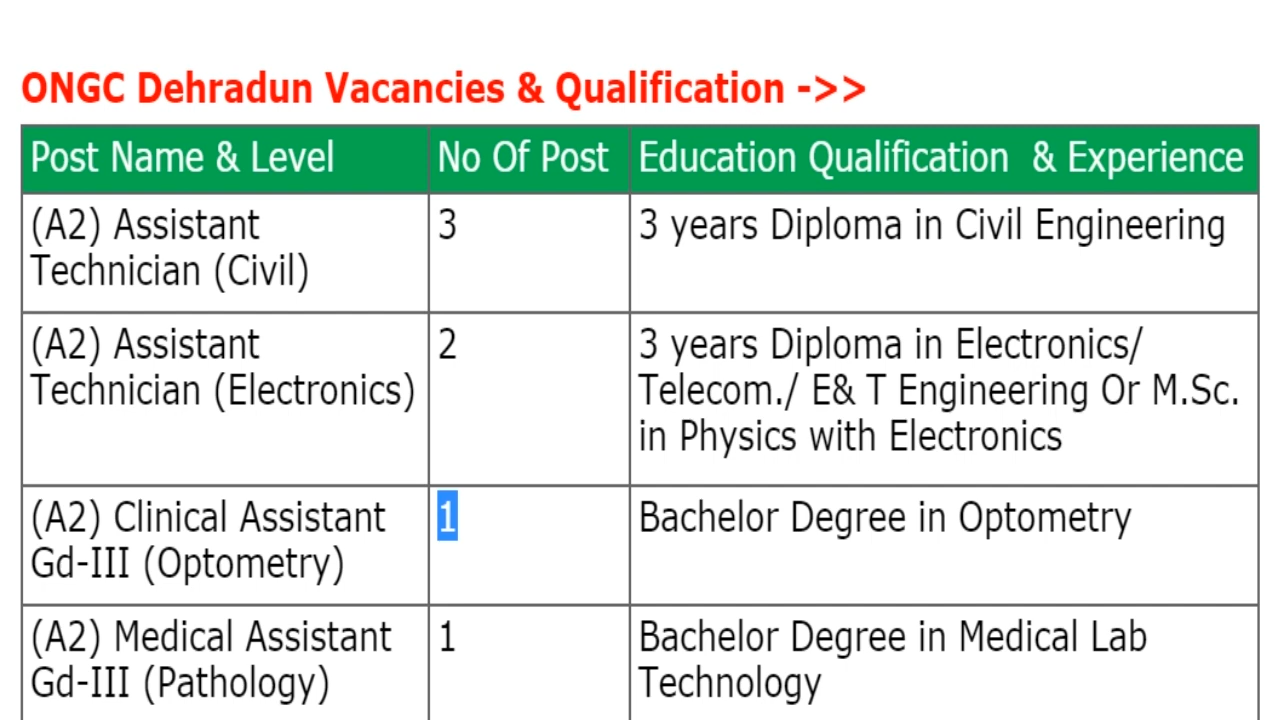 ONGC Dehradun Vacancies & Qualification ->>
Post Name & Level No Of Post Education Qualification & Experience
(A2) Assistant 3 3 years Diploma in Civil Engineering
Technician (Civil)
(A2) Assistant 2 3 years Diploma in Electronics/
Technician (Electronics) Telecom./ E& T Engineering Or M.Sc.
in Physics with Electronics
(A2) Clinical Assistant 1 Bachelor Degree in Optometry
Gd-III (Optometry)
(A2) Medical Assistant 1 Bachelor Degree in Medical Lab
Gd-III (Pathology) Technology